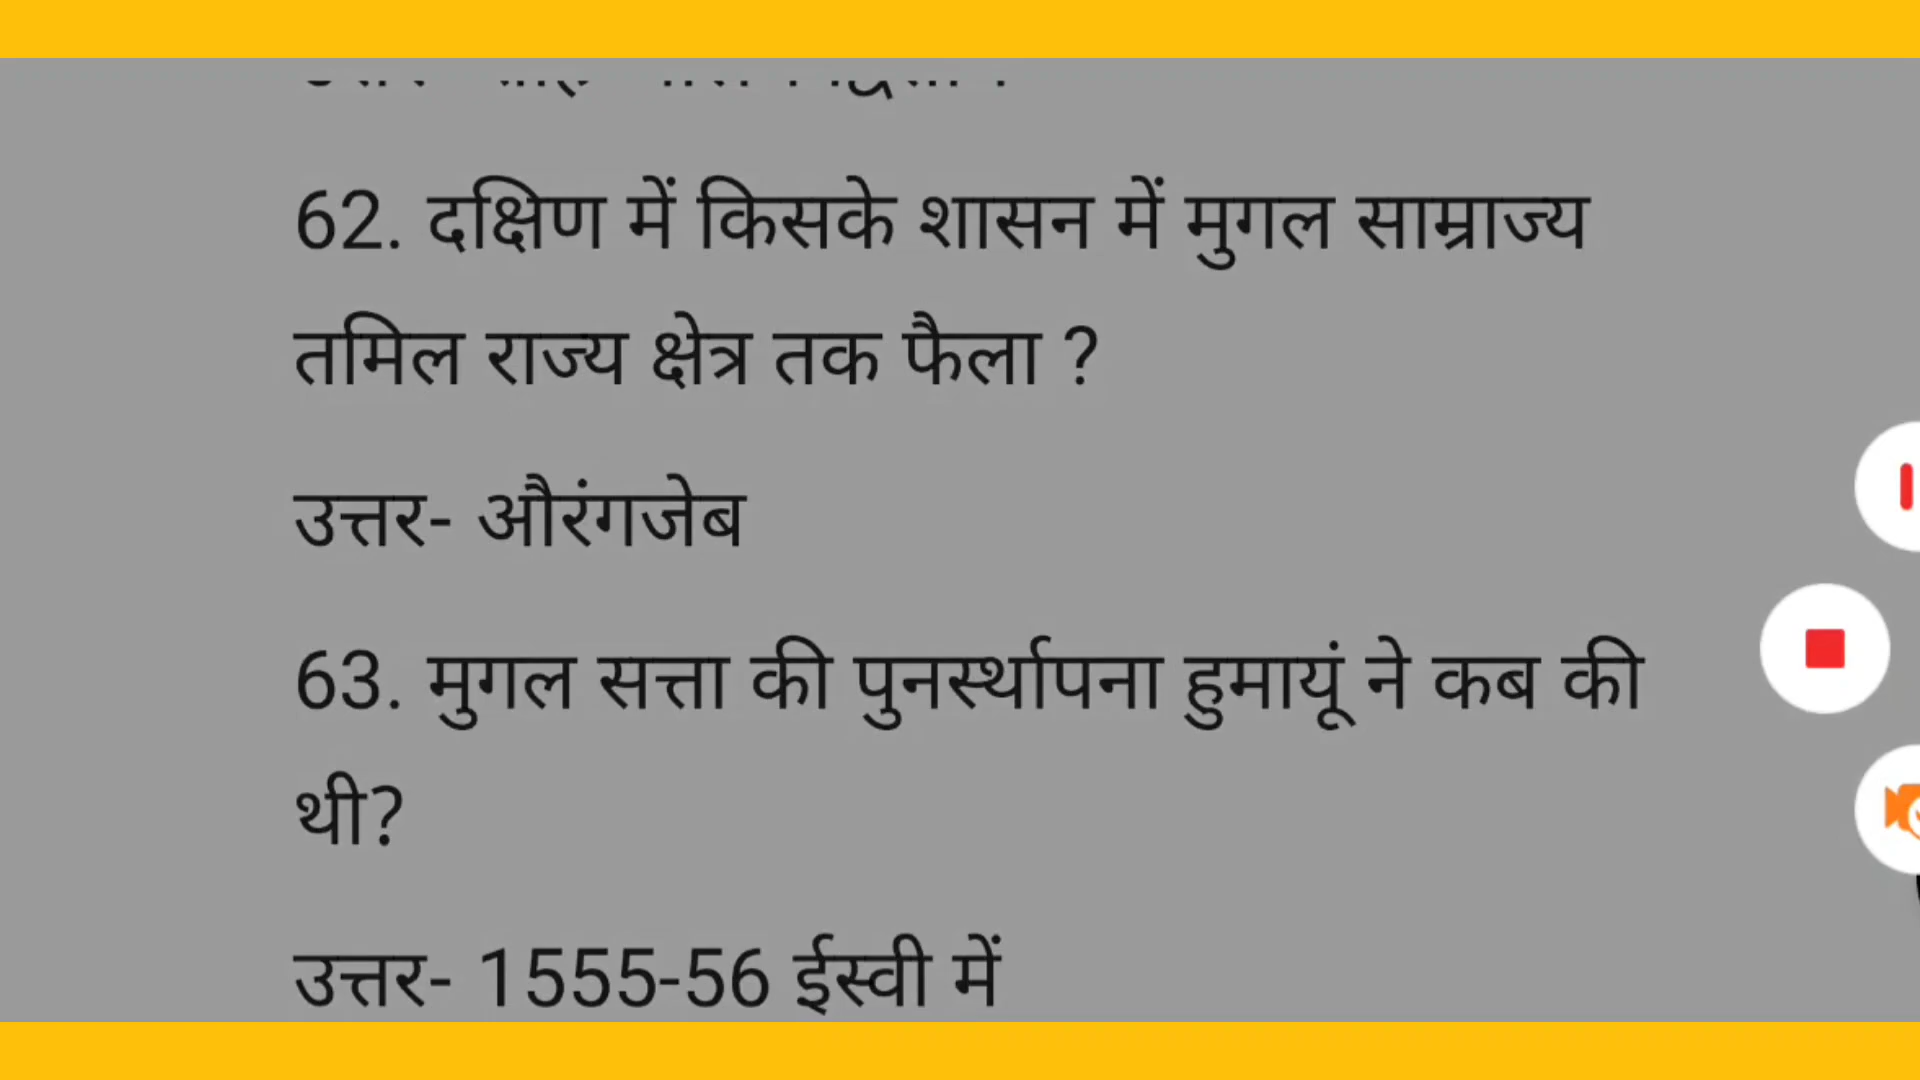 62. दक्षिण में किसके शासन में मुगल साम्राज्य
तमिल राज्य क्षेत्र तक फैला ?
उत्तर- औरंगजेब
63. मुगल सत्ता की पुनर्स्थापना हुमायूं ने कब की
थी?
उत्तर- 1555-56 ईस्वी में